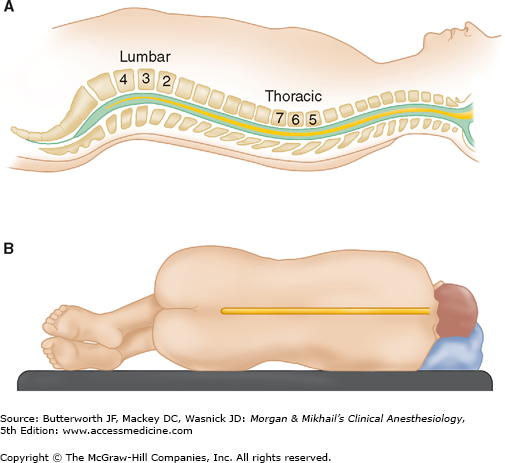 A
Lumbar
4 3 2
Thoracic
7 6 5
B
Source: Butterworth JF, Mackey DC, Wasnick JD: Morgan & Mikhail's Clinical Anesthesiology,
5th Edition: www.accessmedicine.com
Copyright © The McGraw-Hill Companies, Inc. All rights reserved.